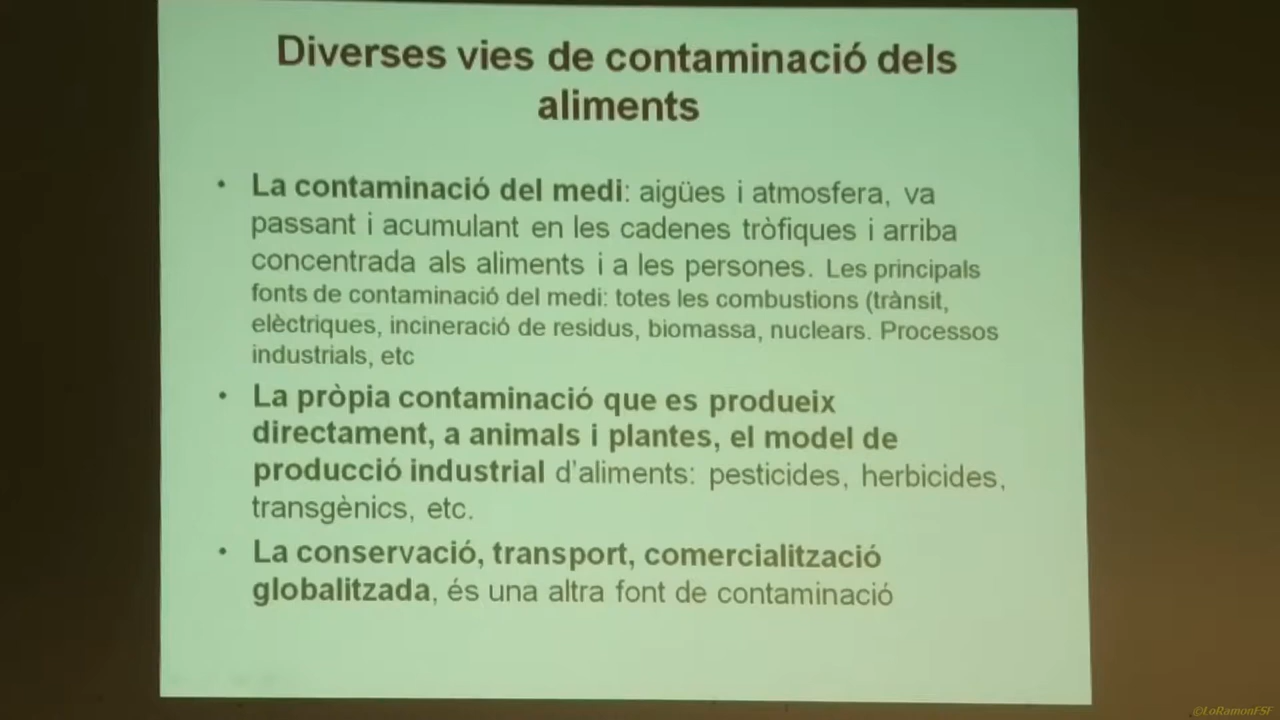 Diverses vies de contaminació dels
aliments
• La contaminació del medi: aigües i atmosfera, va
passant i acumulant en les cadenes tròfiques i arriba
concentrada als aliments i a les persones. Les principals
fonts de contaminació del medi: totes les combustions (trànsit,
elèctriques, incineració de residus, biomassa, nuclears. Processos
industrials, etc
• La pròpia contaminació que es produeix
directament, a animals i plantes, el model de
producció industrial d'aliments: pesticides, herbicides,
transgènics, etc.
• La conservació, transport, comercialització
globalitzada, és una altra font de contaminació
©LoRamonFSF